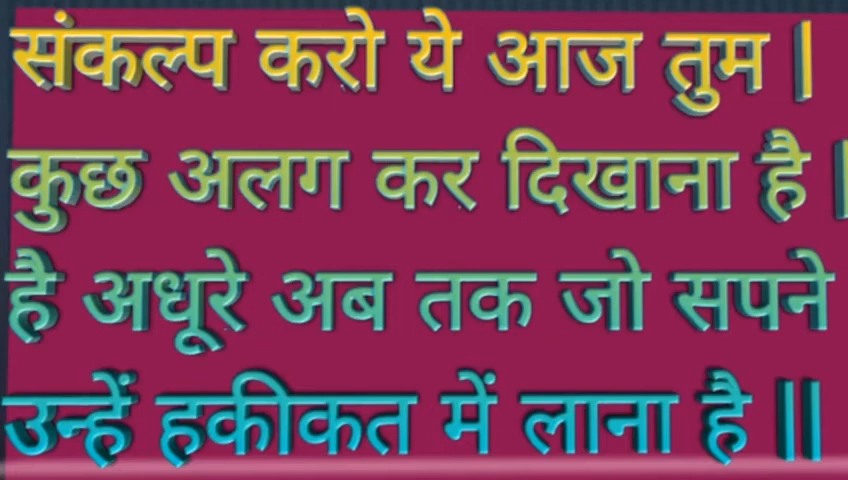 संकल्प करो ये आज तुम |
कुछ अलग कर दिखाना है |
है अधूरे अब तक जो सपने
उन्हें हकीकत में लाना है ||